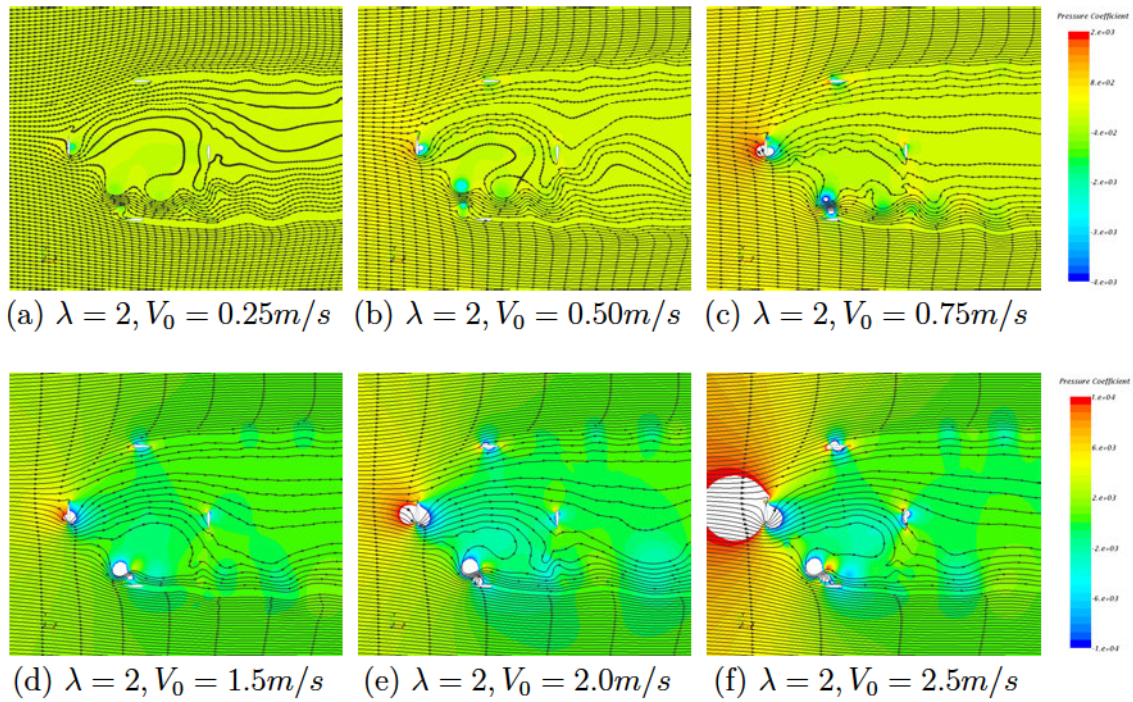 Pressure Coefficient
2.e+03
8.e+02
-4.e+02
-3.e+03
-4.e+03
(a) λ = 2, V₀ = 0.25m/s
(b) λ = 2, V₀ = 0.50m/s
(c) λ = 2, V₀ = 0.75m/s
Pressure Coefficient
1.e+04
6.e+03
2.e+03
-2.e+03
-6.e+03
-1.e+04
(d) λ = 2, V₀ = 1.5m/s
(e) λ = 2, V₀ = 2.0m/s
(f) λ = 2, V₀ = 2.5m/s